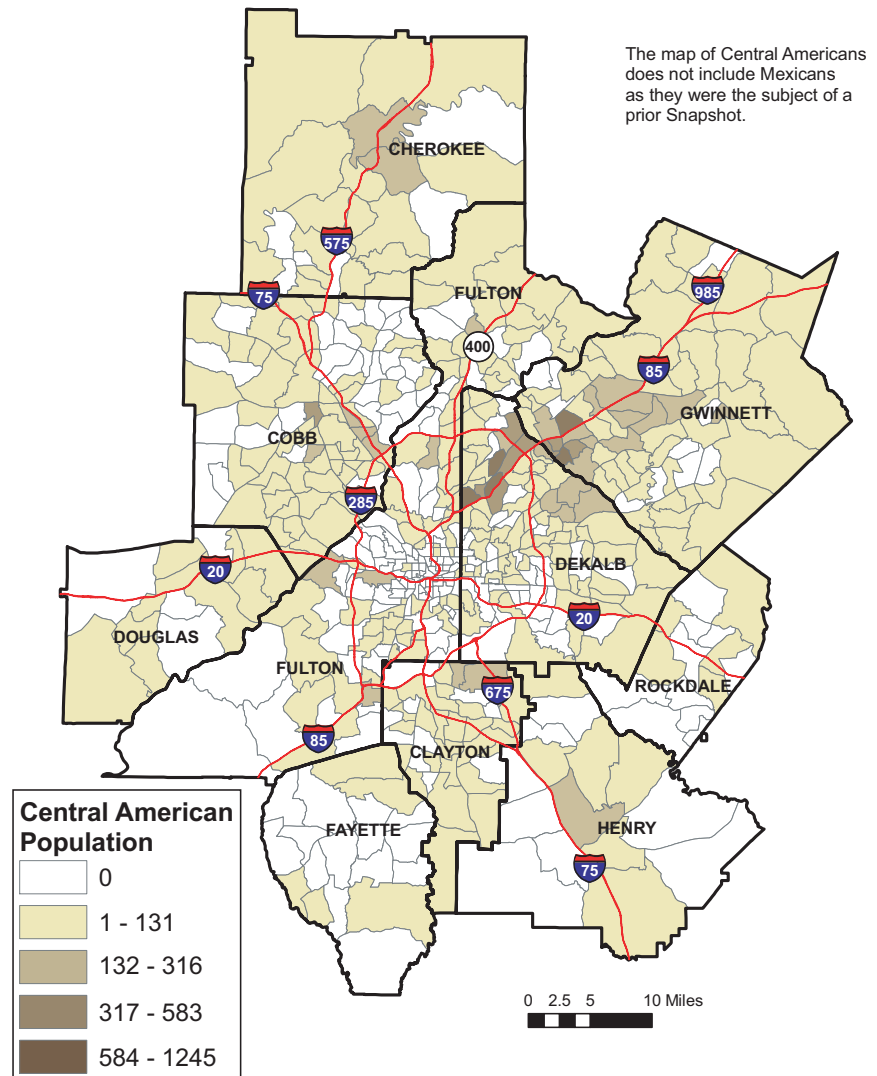 The map of Central Americans
does not include Mexicans
as they were the subject of a
prior Snapshot.
CHEROKEE
575
75
FULTON
985
400
85
GWINNETT
COBB
285
20
DEKALB
DOUGLAS
20
FULTON
ROCKDALE
675
85
CLAYTON
FAYETTE
HENRY
75
Central American
Population
0
1 - 131
132 - 316
317 - 583
584 - 1245
0 2.5 5 10 Miles